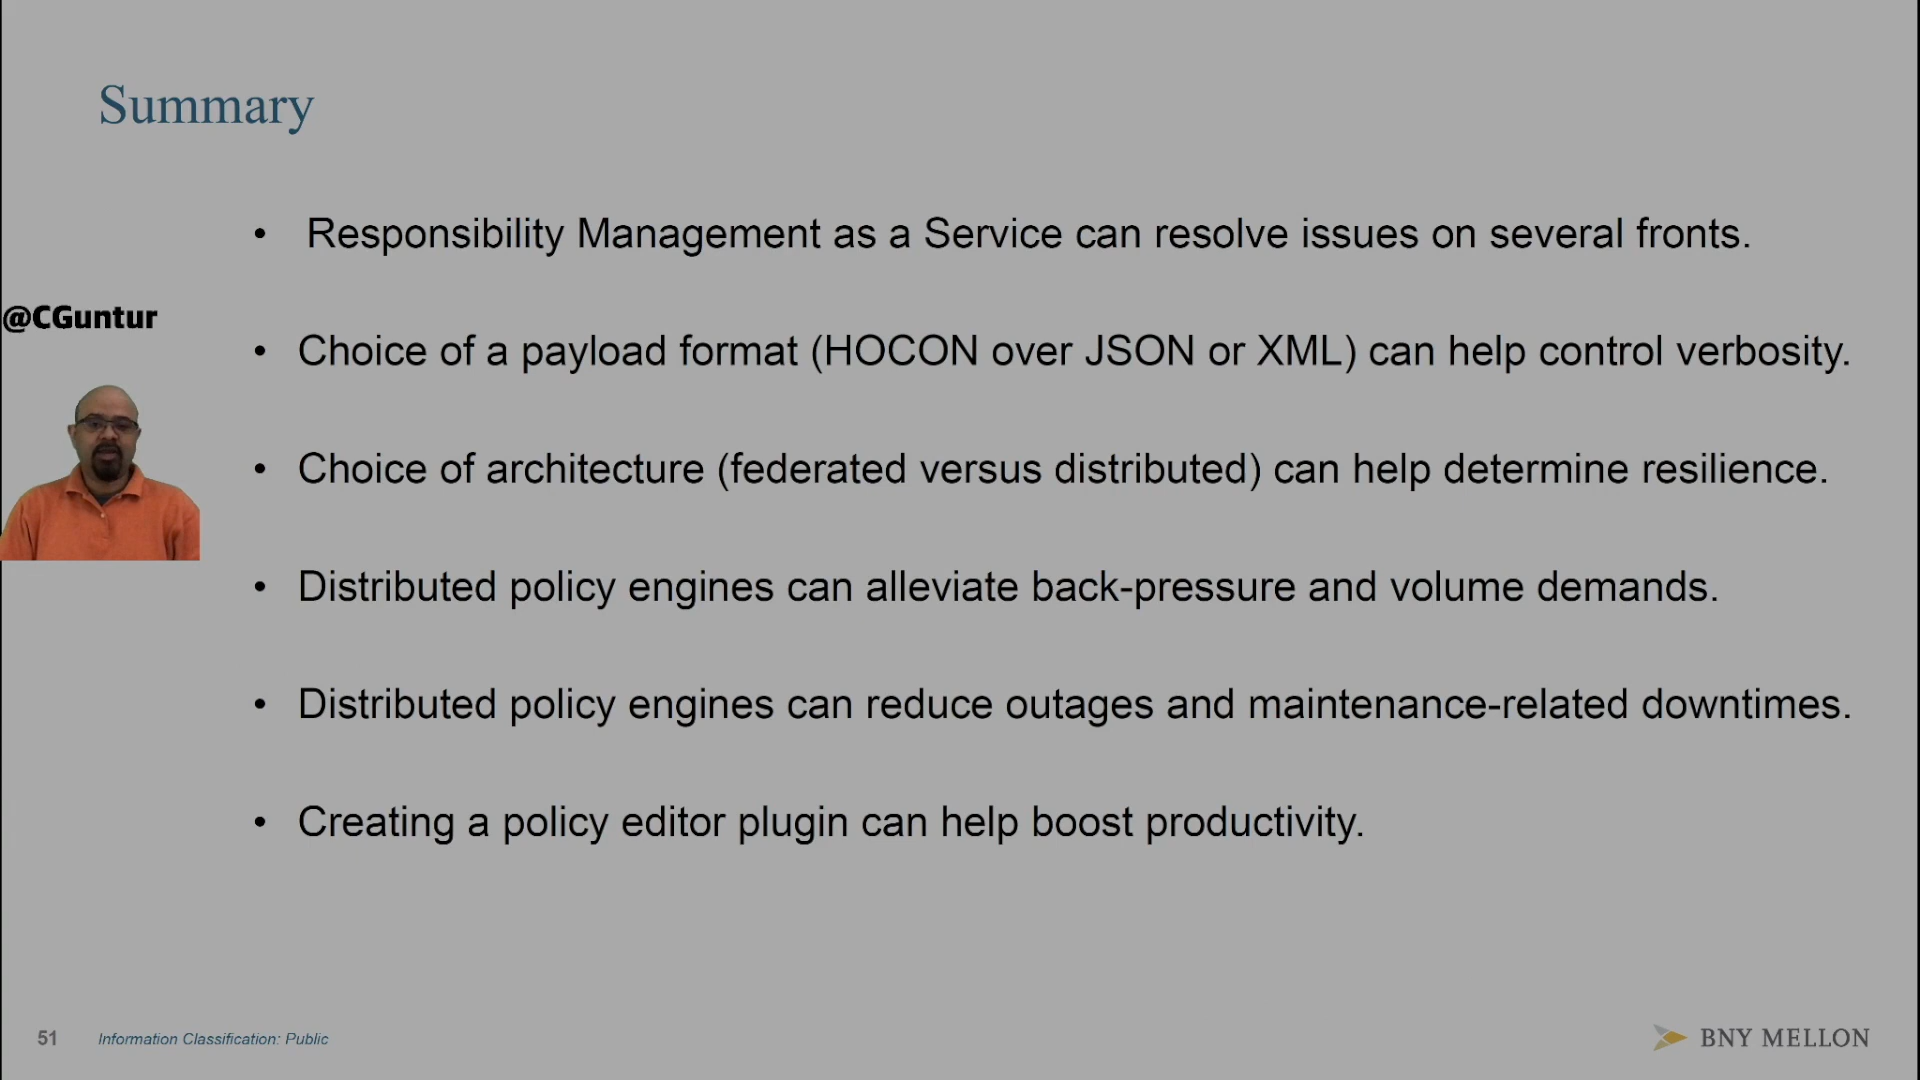 Summary
• Responsibility Management as a Service can resolve issues on several fronts.
@CGuntur
• Choice of a payload format (HOCON over JSON or XML) can help control verbosity.
• Choice of architecture (federated versus distributed) can help determine resilience.
• Distributed policy engines can alleviate back-pressure and volume demands.
• Distributed policy engines can reduce outages and maintenance-related downtimes.
• Creating a policy editor plugin can help boost productivity.
51 Information Classification: Public
BNY MELLON